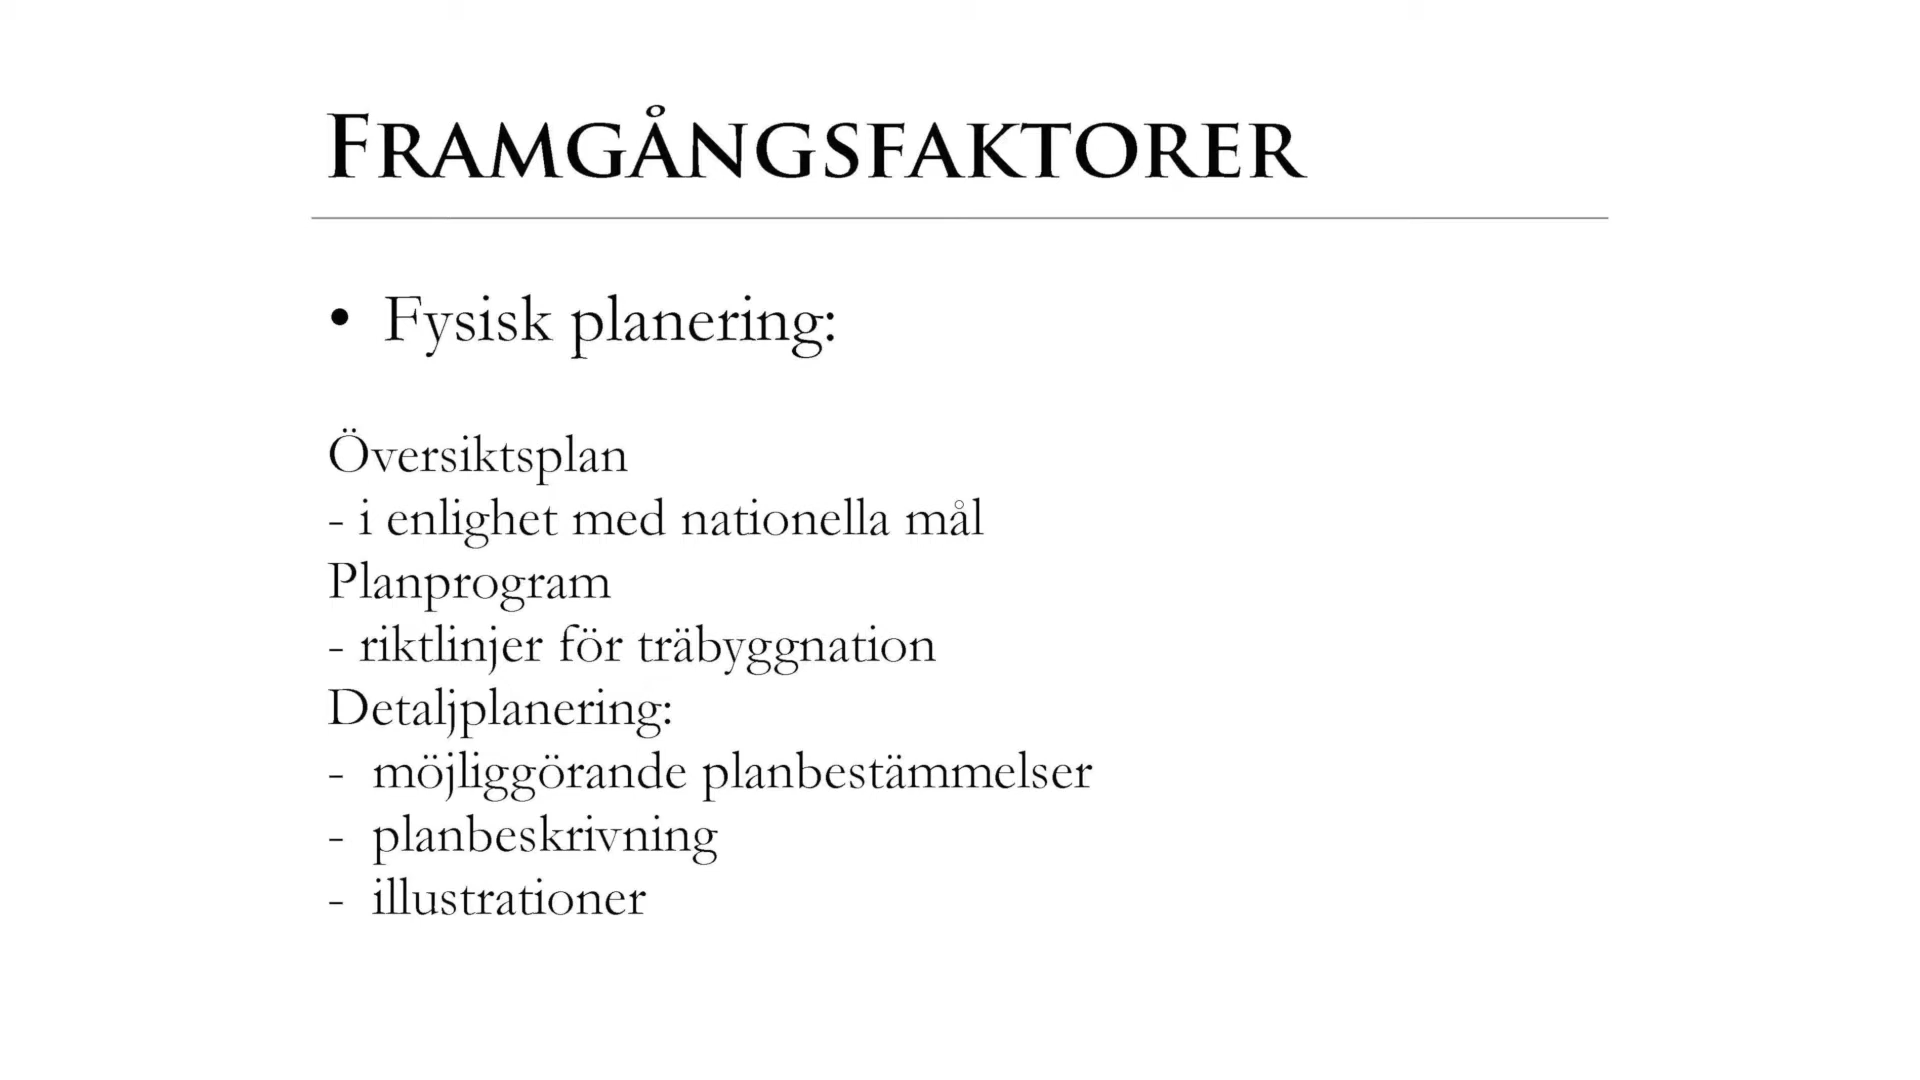 FRAMGÅNGSFAKTORER
• Fysisk planering:
Översiktsplan
- i enlighet med nationella mål
Planprogram
- riktlinjer för träbyggnation
Detaljplanering:
- möjliggörande planbestämmelser
- planbeskrivning
- illustrationer